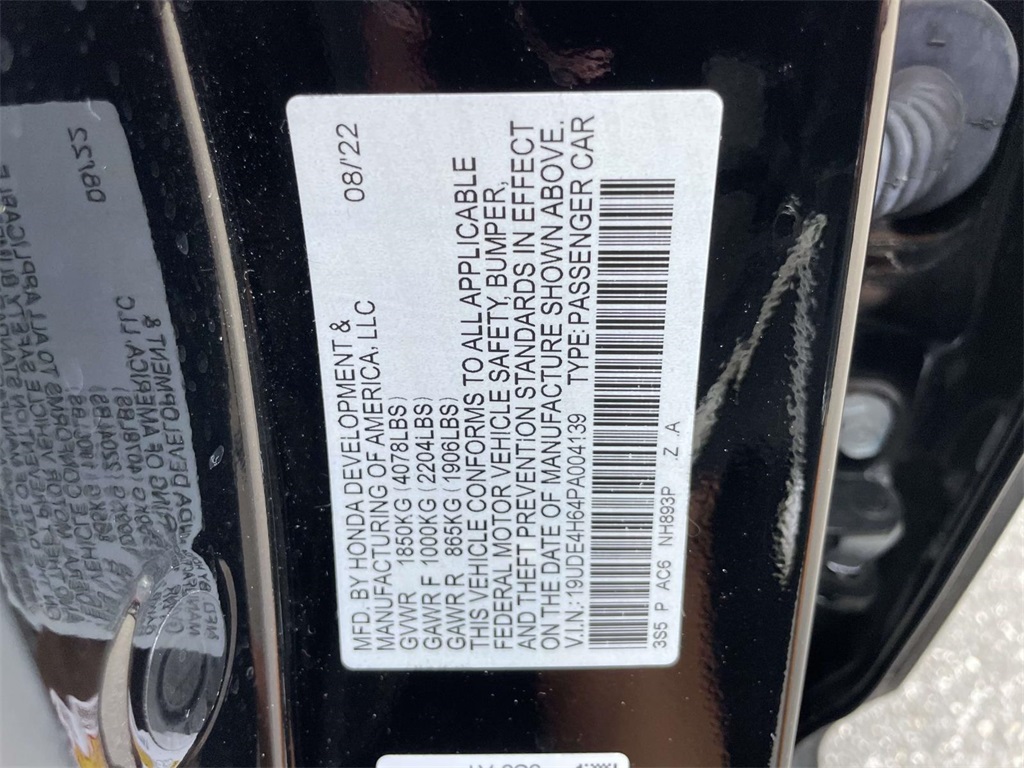 MFD. BY HONDA DEVELOPMENT & 08/'22
MANUFACTURING OF AMERICA, LLC
GVWR 1850KG (4078LBS)
GAWR F 1000KG (2204LBS)
GAWR R 865KG (1906LBS)
THIS VEHICLE CONFORMS TO ALL APPLICABLE
FEDERAL MOTOR VEHICLE SAFETY, BUMPER,
AND THEFT PREVENTION STANDARDS IN EFFECT
ON THE DATE OF MANUFACTURE SHOWN ABOVE.
V.I.N.: 19UDE4H64PA004139 TYPE: PASSENGER CAR
3S5 P AC6 NH893P Z .A